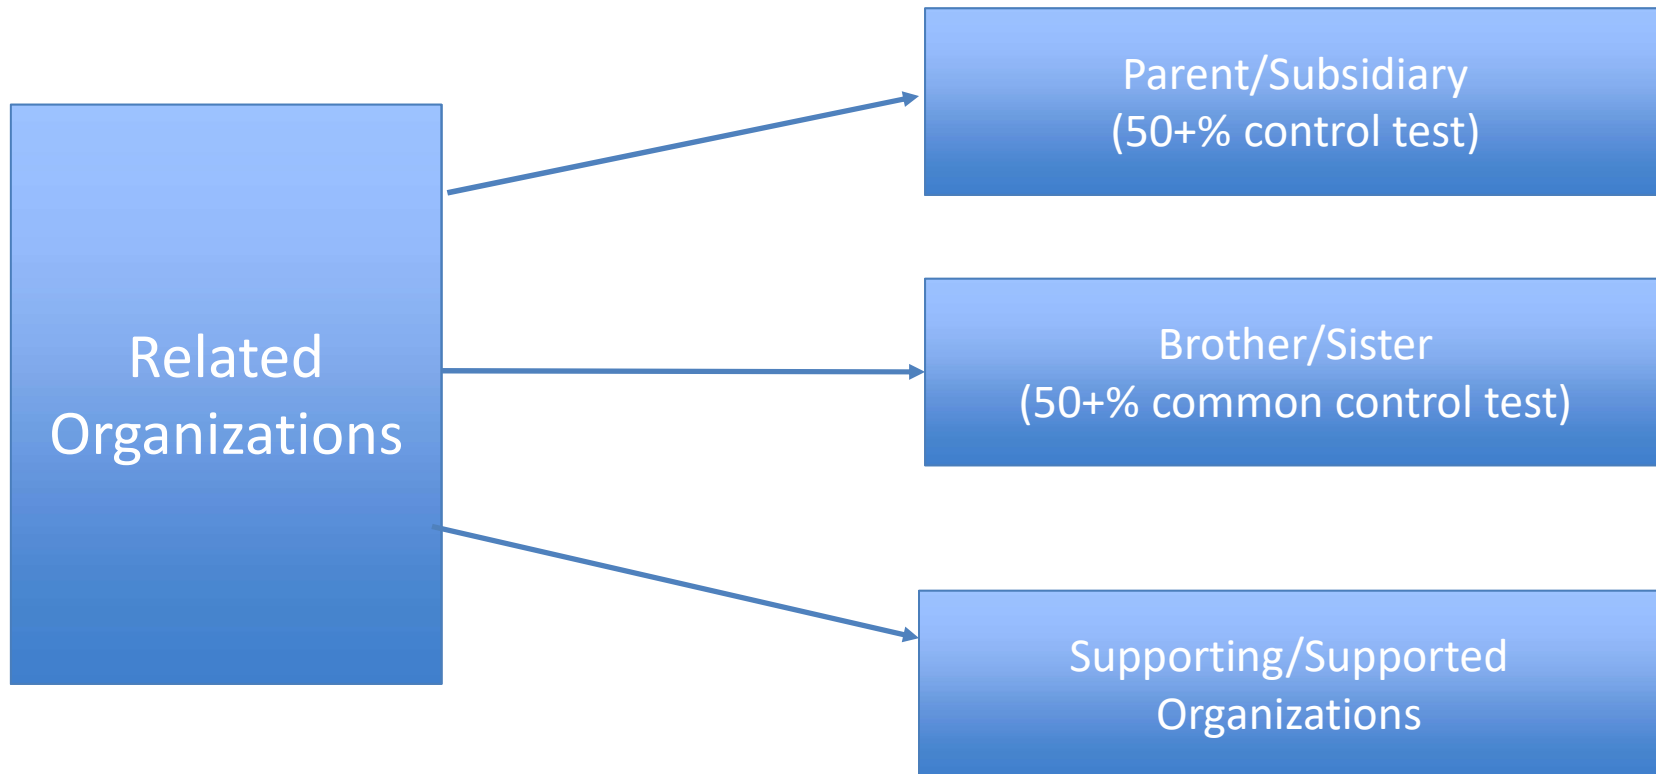 Related
Organizations
Parent/Subsidiary
(50+% control test)
Brother/Sister
(50+% common control test)
Supporting/Supported
Organizations